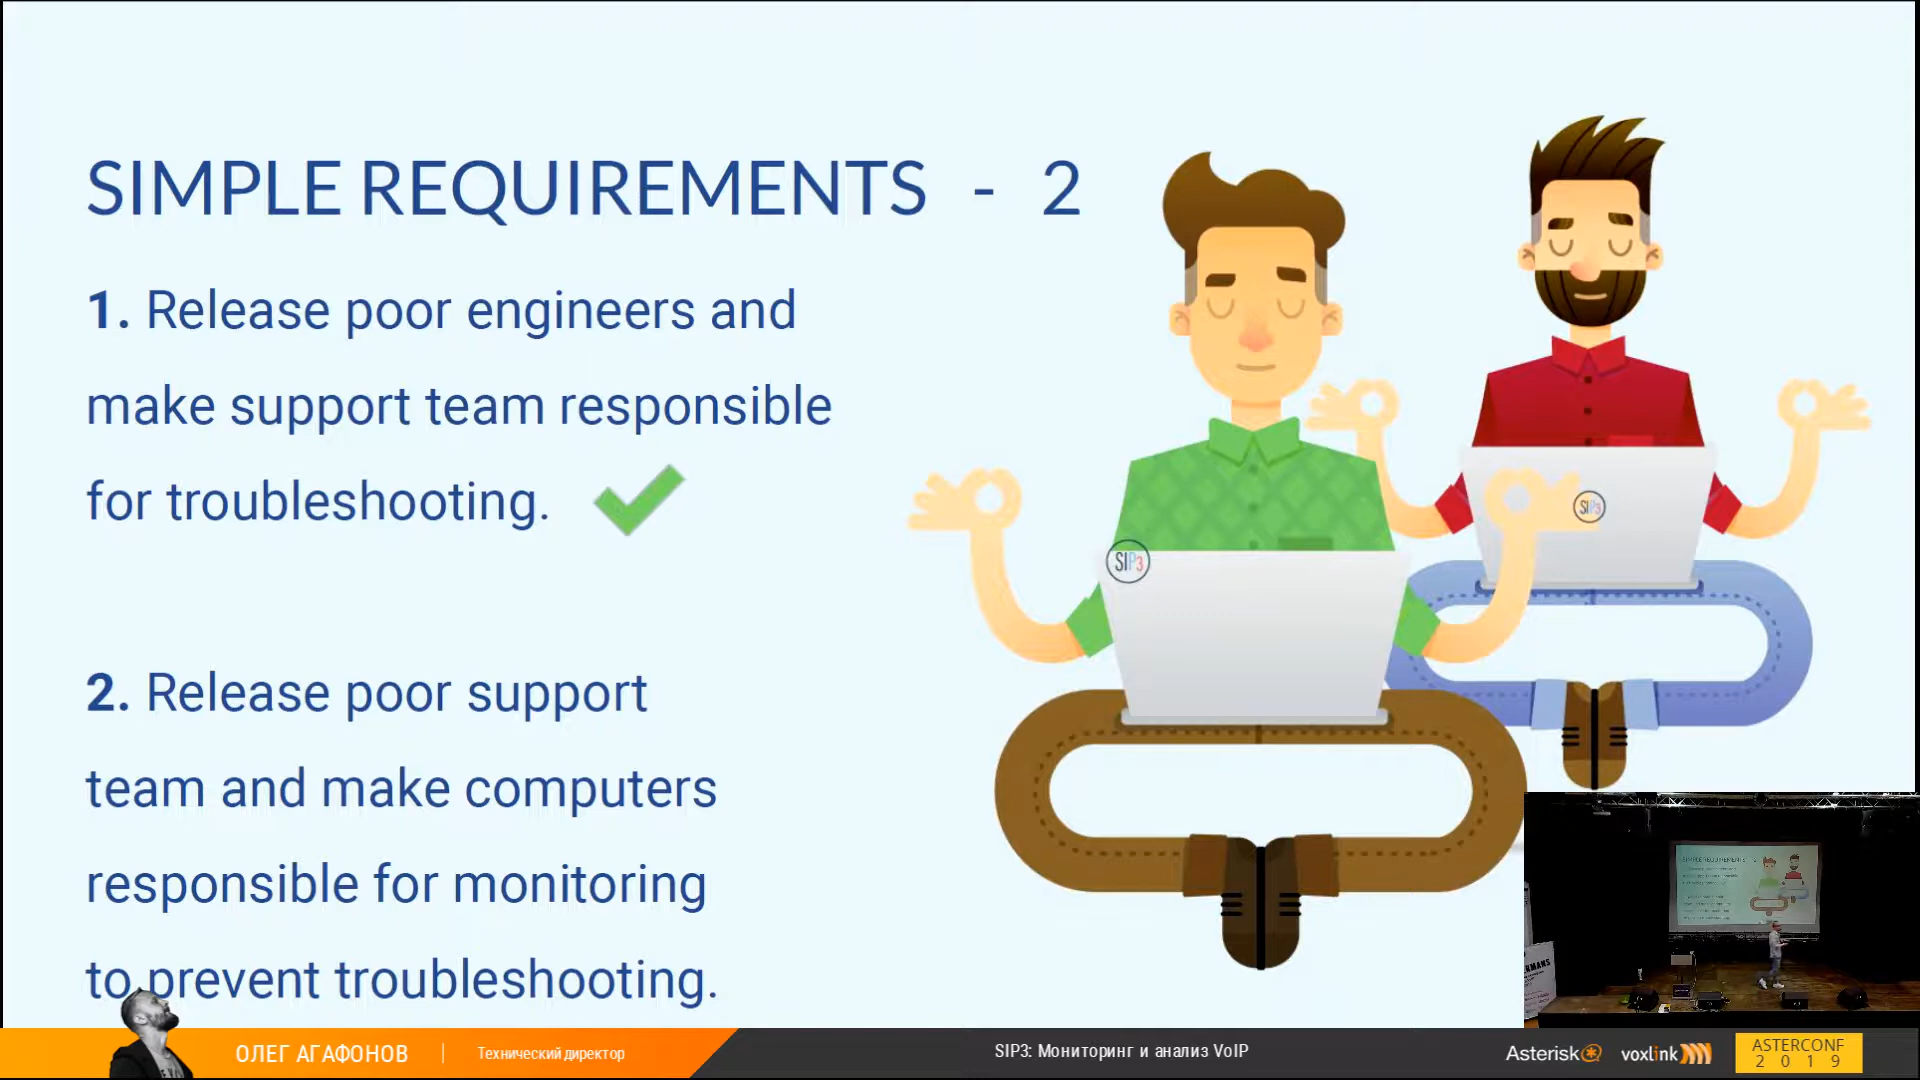 SIMPLE REQUIREMENTS - 2
1. Release poor engineers and
make support team responsible
for troubleshooting.
2. Release poor support
team and make computers
responsible for monitoring
to prevent troubleshooting.
SIP3
SIP3
SIMPLE REQUIREMENTS
ОЛЕГ АГАФОНОВ
Технический директор
SIP3: Мониторинг и анализ VoIP
Asterisk
voxlink
ASTERCONF
2 0 1 9